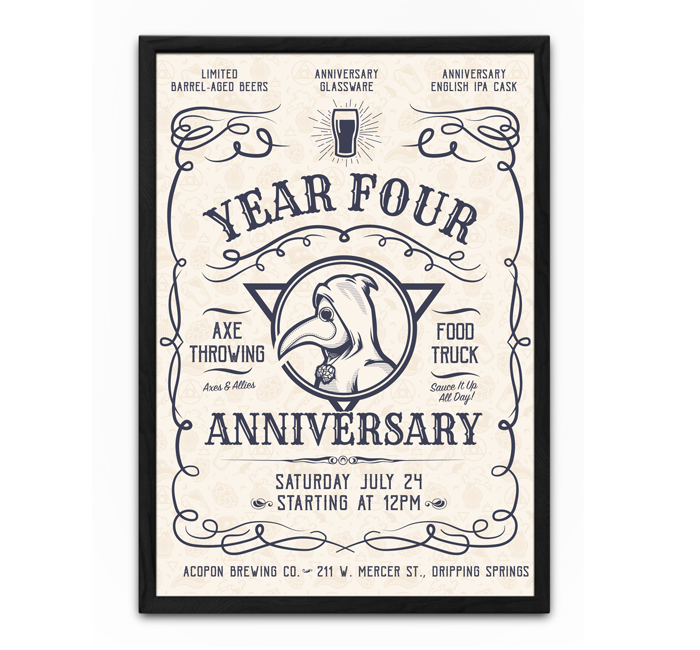 LIMITED
BARREL-AGED BEERS
ANNIVERSARY
GLASSWARE
ANNIVERSARY
ENGLISH IPA CASK
YEAR FOUR
AXE
THROWING
Axes & Allies
FOOD
TRUCK
Sauce It Up
All Day!
ANNIVERSARY
SATURDAY JULY 24
STARTING AT 12PM
ACOPON BREWING CO. ~ 211 W. MERCER ST., DRIPPING SPRINGS